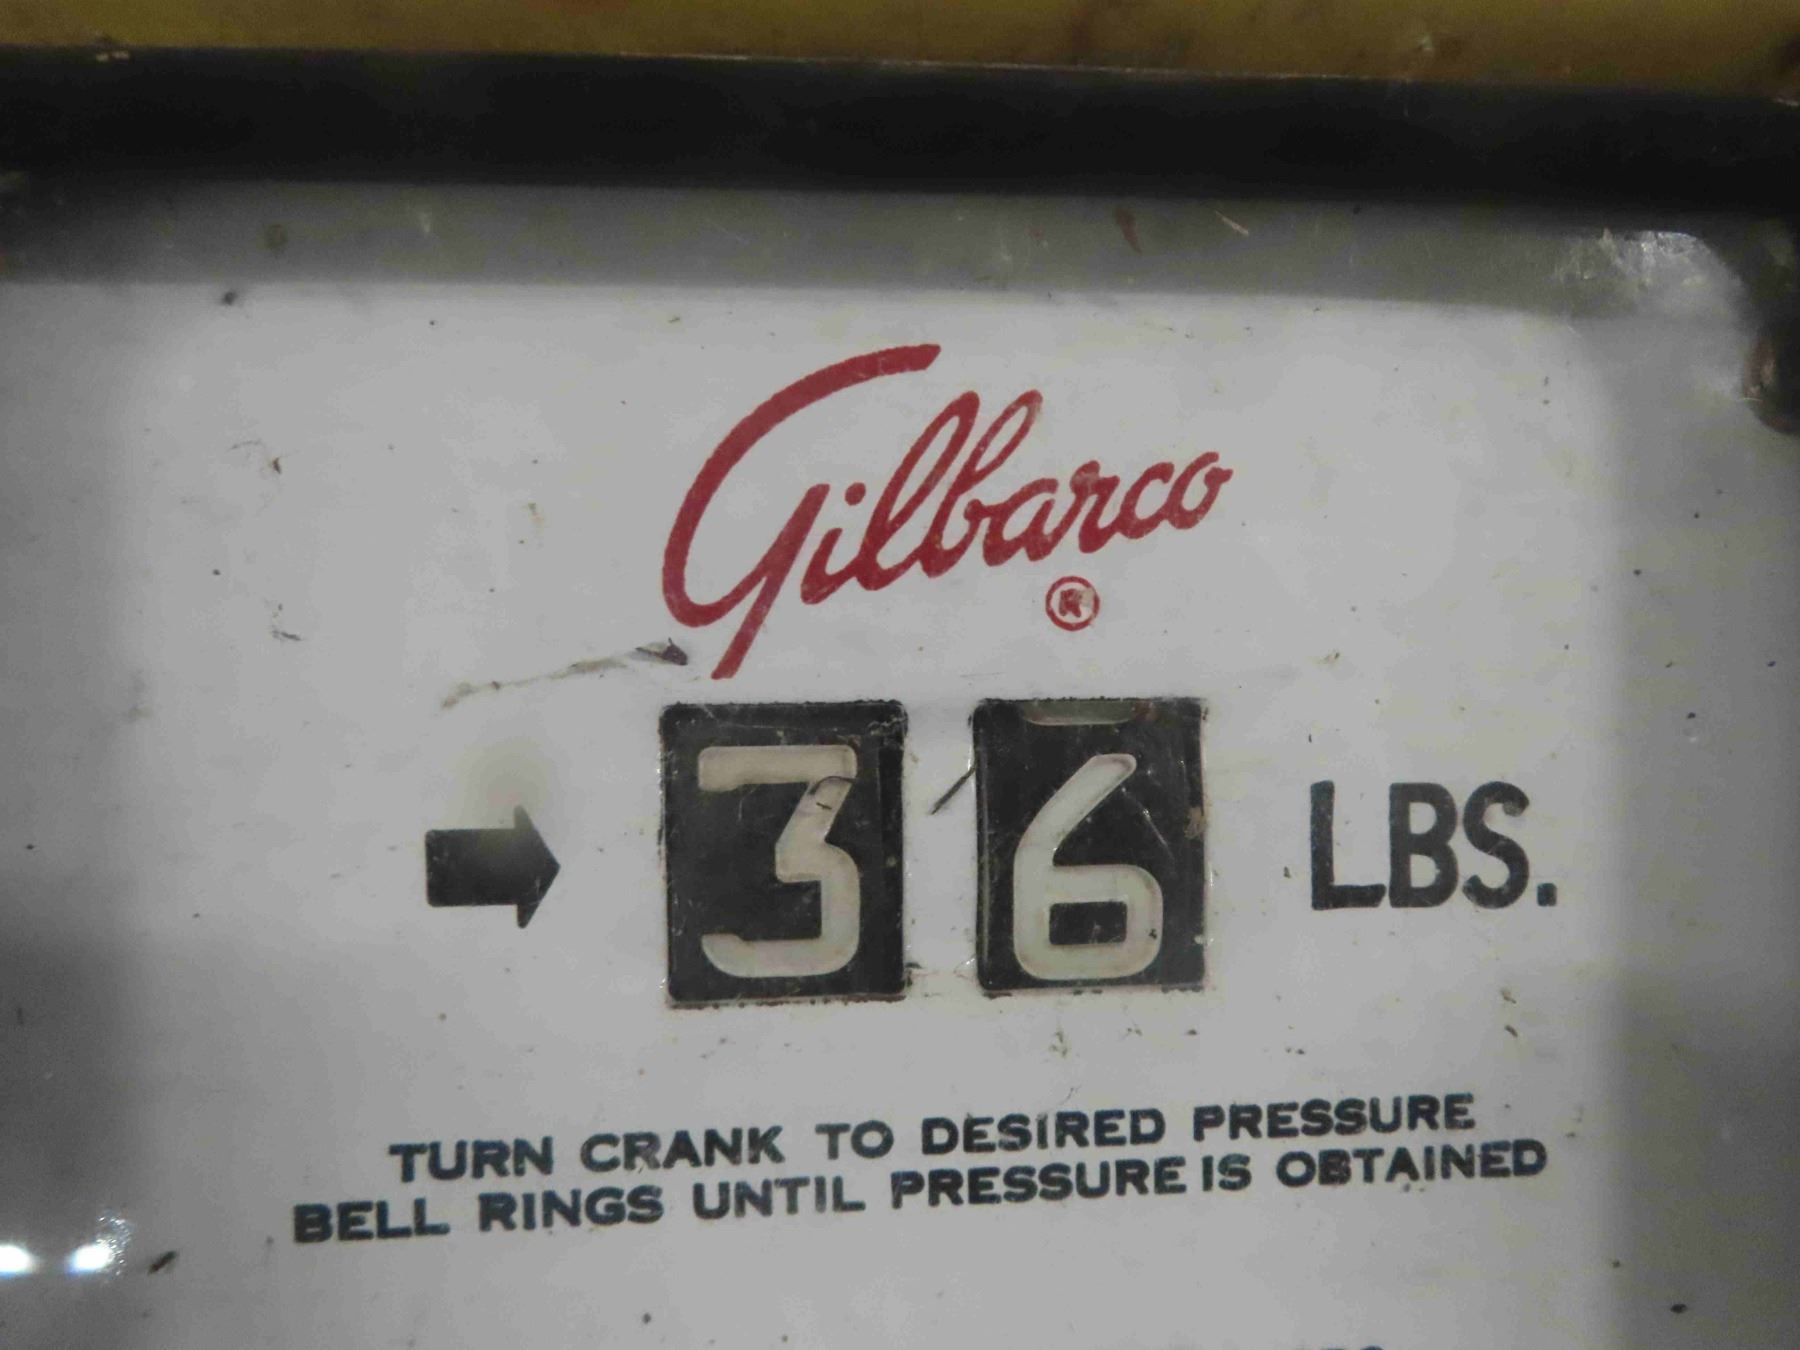 Gilbarco
®
36 LBS.
TURN CRANK TO DESIRED PRESSURE
BELL RINGS UNTIL PRESSURE IS OBTAINED